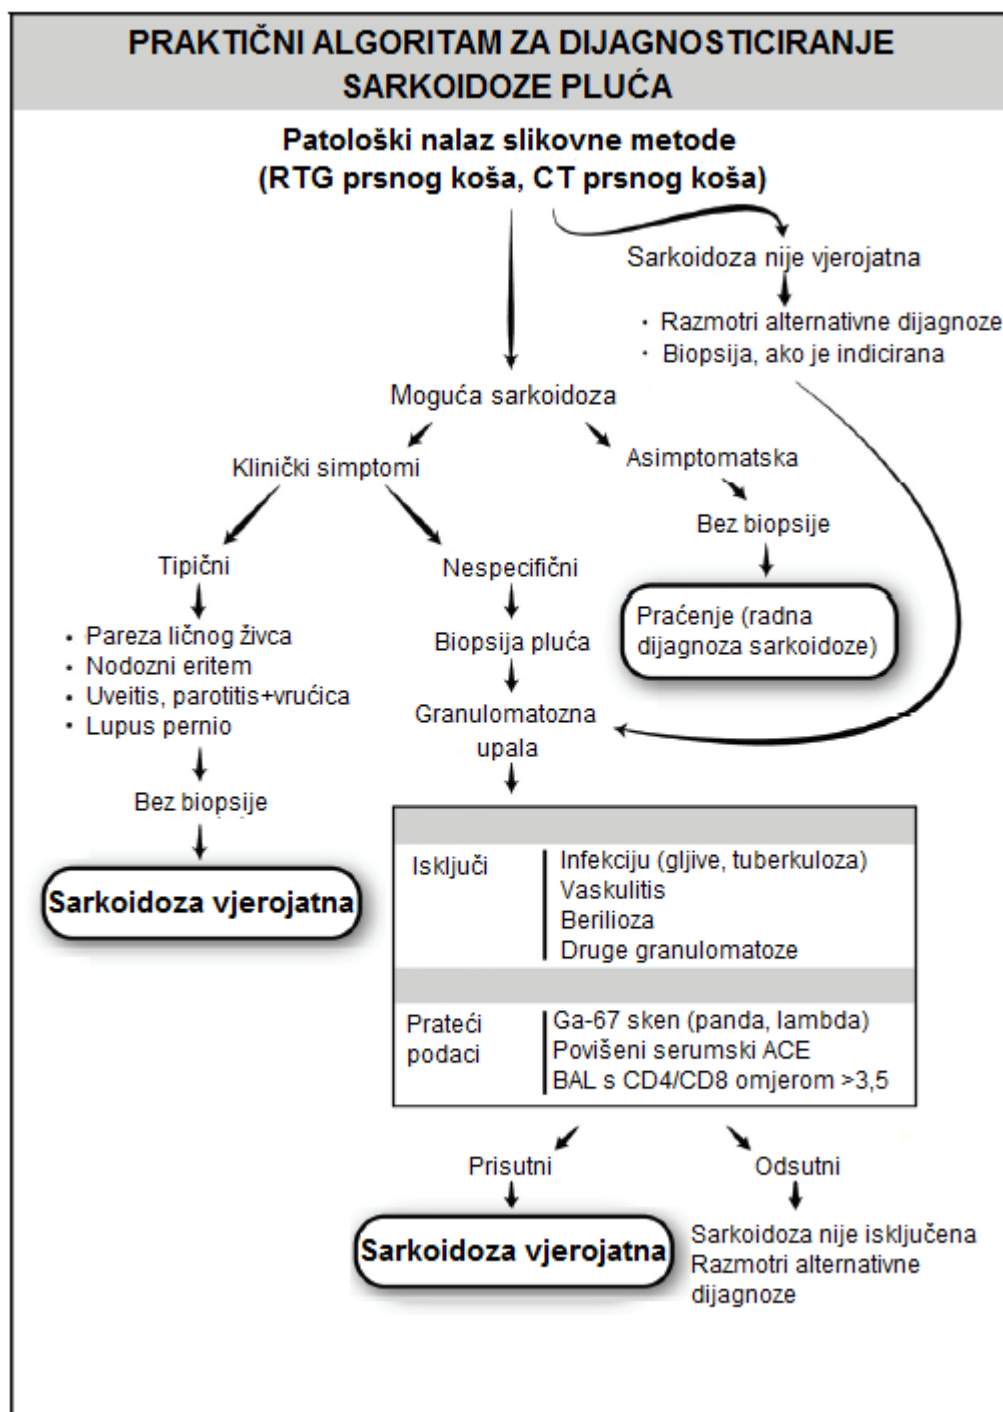 PRAKTIČNI ALGORITAM ZA DIJAGNOSTICIRANJE
SARKOIDOZE PLUĆA
Patološki nalaz slikovne metode
(RTG prsnog koša, CT prsnog koša)
Sarkoidoza nije vjerojatna
· Razmotri alternativne dijagnoze
· Biopsija, ako je indicirana
Moguća sarkoidoza
Klinički simptomi
Asimptomatska
Bez biopsije
Praćenje (radna
dijagnoza sarkoidoze)
Tipični
Nespecifični
• Pareza ličnog živca
• Nodozni eritem
• Uveitis, parotitis+vrućica
• Lupus pernio
Bez biopsije
Sarkoidoza vjerojatna
Biopsija pluća
Granulomatozna
upala
Isključi
Infekciju (gljive, tuberkuloza)
Vaskulitis
Berilioza
Druge granulomatoze
Prateći
podaci
Ga-67 sken (panda, lambda)
Povišeni serumski ACE
BAL s CD4/CD8 omjerom >3,5
Prisutni
Sarkoidoza vjerojatna
Odsutni
Sarkoidoza nije isključena
Razmotri alternativne
dijagnoze